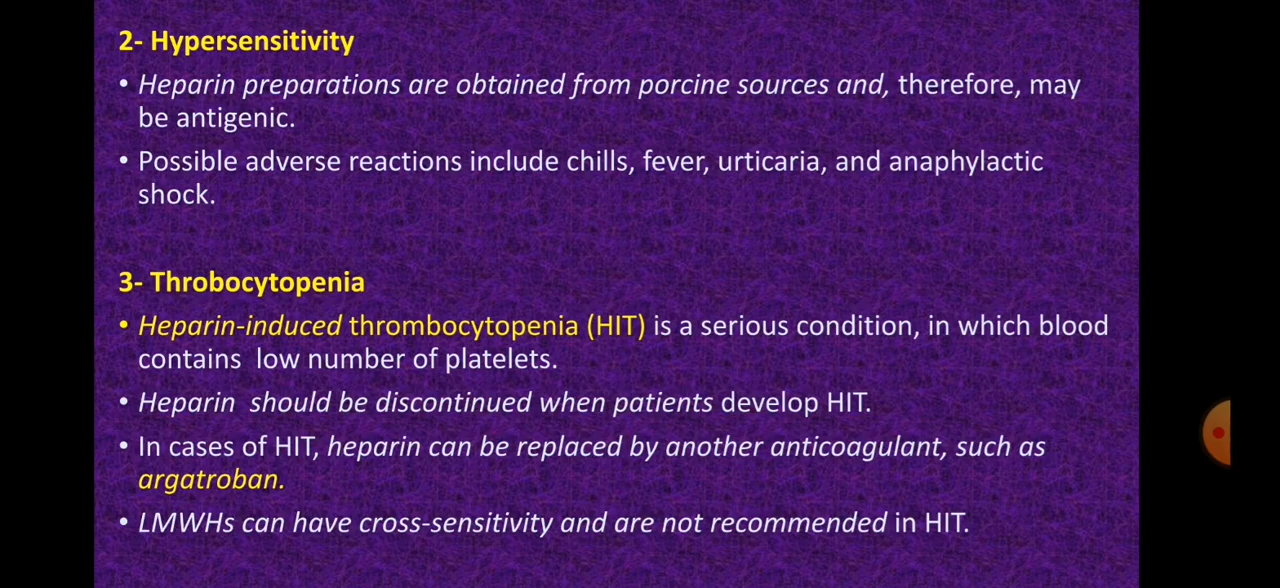 2- Hypersensitivity
• Heparin preparations are obtained from porcine sources and, therefore, may
be antigenic.
• Possible adverse reactions include chills, fever, urticaria, and anaphylactic
shock.
3- Throbocytopenia
• Heparin-induced thrombocytopenia (HIT) is a serious condition, in which blood
contains  low number of platelets.
• Heparin  should be discontinued when patients develop HIT.
• In cases of HIT, heparin can be replaced by another anticoagulant, such as
argatroban.
• LMWHs can have cross-sensitivity and are not recommended in HIT.